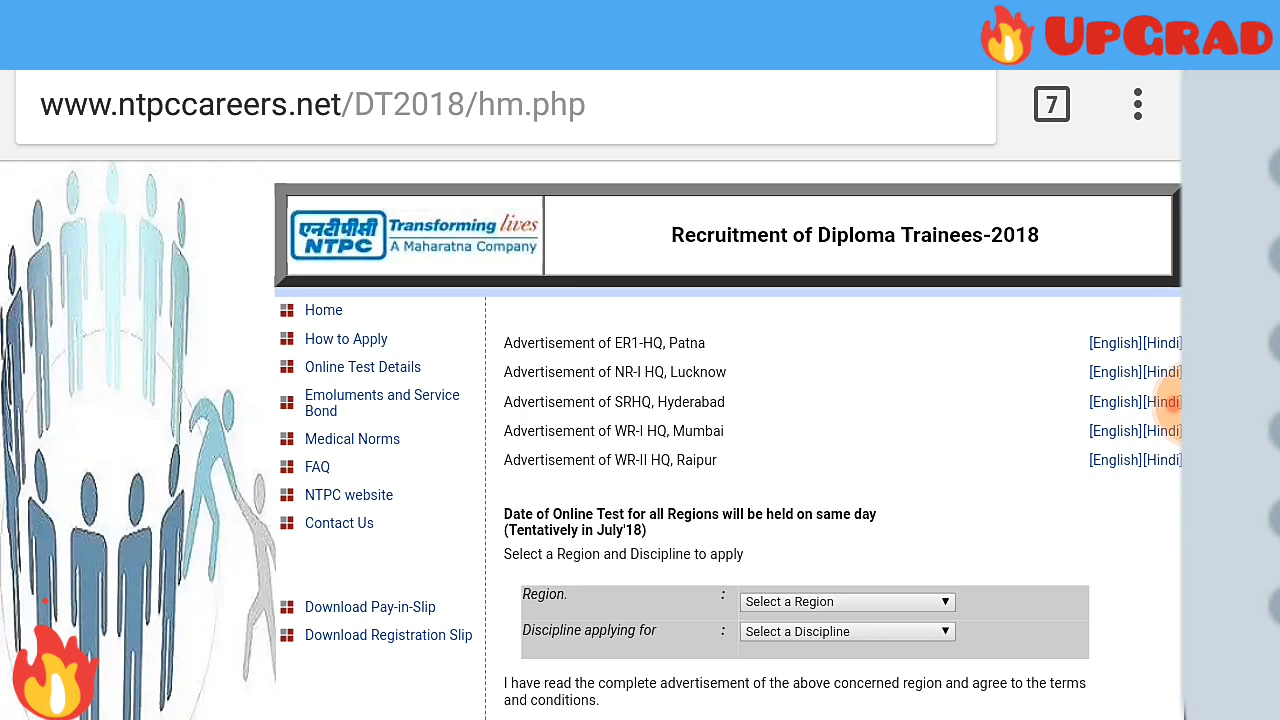 UPGRAD
www.ntpccareers.net/DT2018/hm.php
7
एनटीपीसी
NTPC
Transforming lives
A Maharatna Company
Recruitment of Diploma Trainees-2018
Home
How to Apply
Online Test Details
Emoluments and Service
Bond
Medical Norms
FAQ
NTPC website
Contact Us
Download Pay-in-Slip
Download Registration Slip
Advertisement of ER1-HQ, Patna [English][Hindi]
Advertisement of NR-I HQ, Lucknow [English][Hindi]
Advertisement of SRHQ, Hyderabad [English][Hindi]
Advertisement of WR-I HQ, Mumbai [English][Hindi]
Advertisement of WR-II HQ, Raipur [English][Hindi]
Date of Online Test for all Regions will be held on same day
(Tentatively in July'18)
Select a Region and Discipline to apply
Region. : Select a Region
Discipline applying for : Select a Discipline
I have read the complete advertisement of the above concerned region and agree to the terms
and conditions.